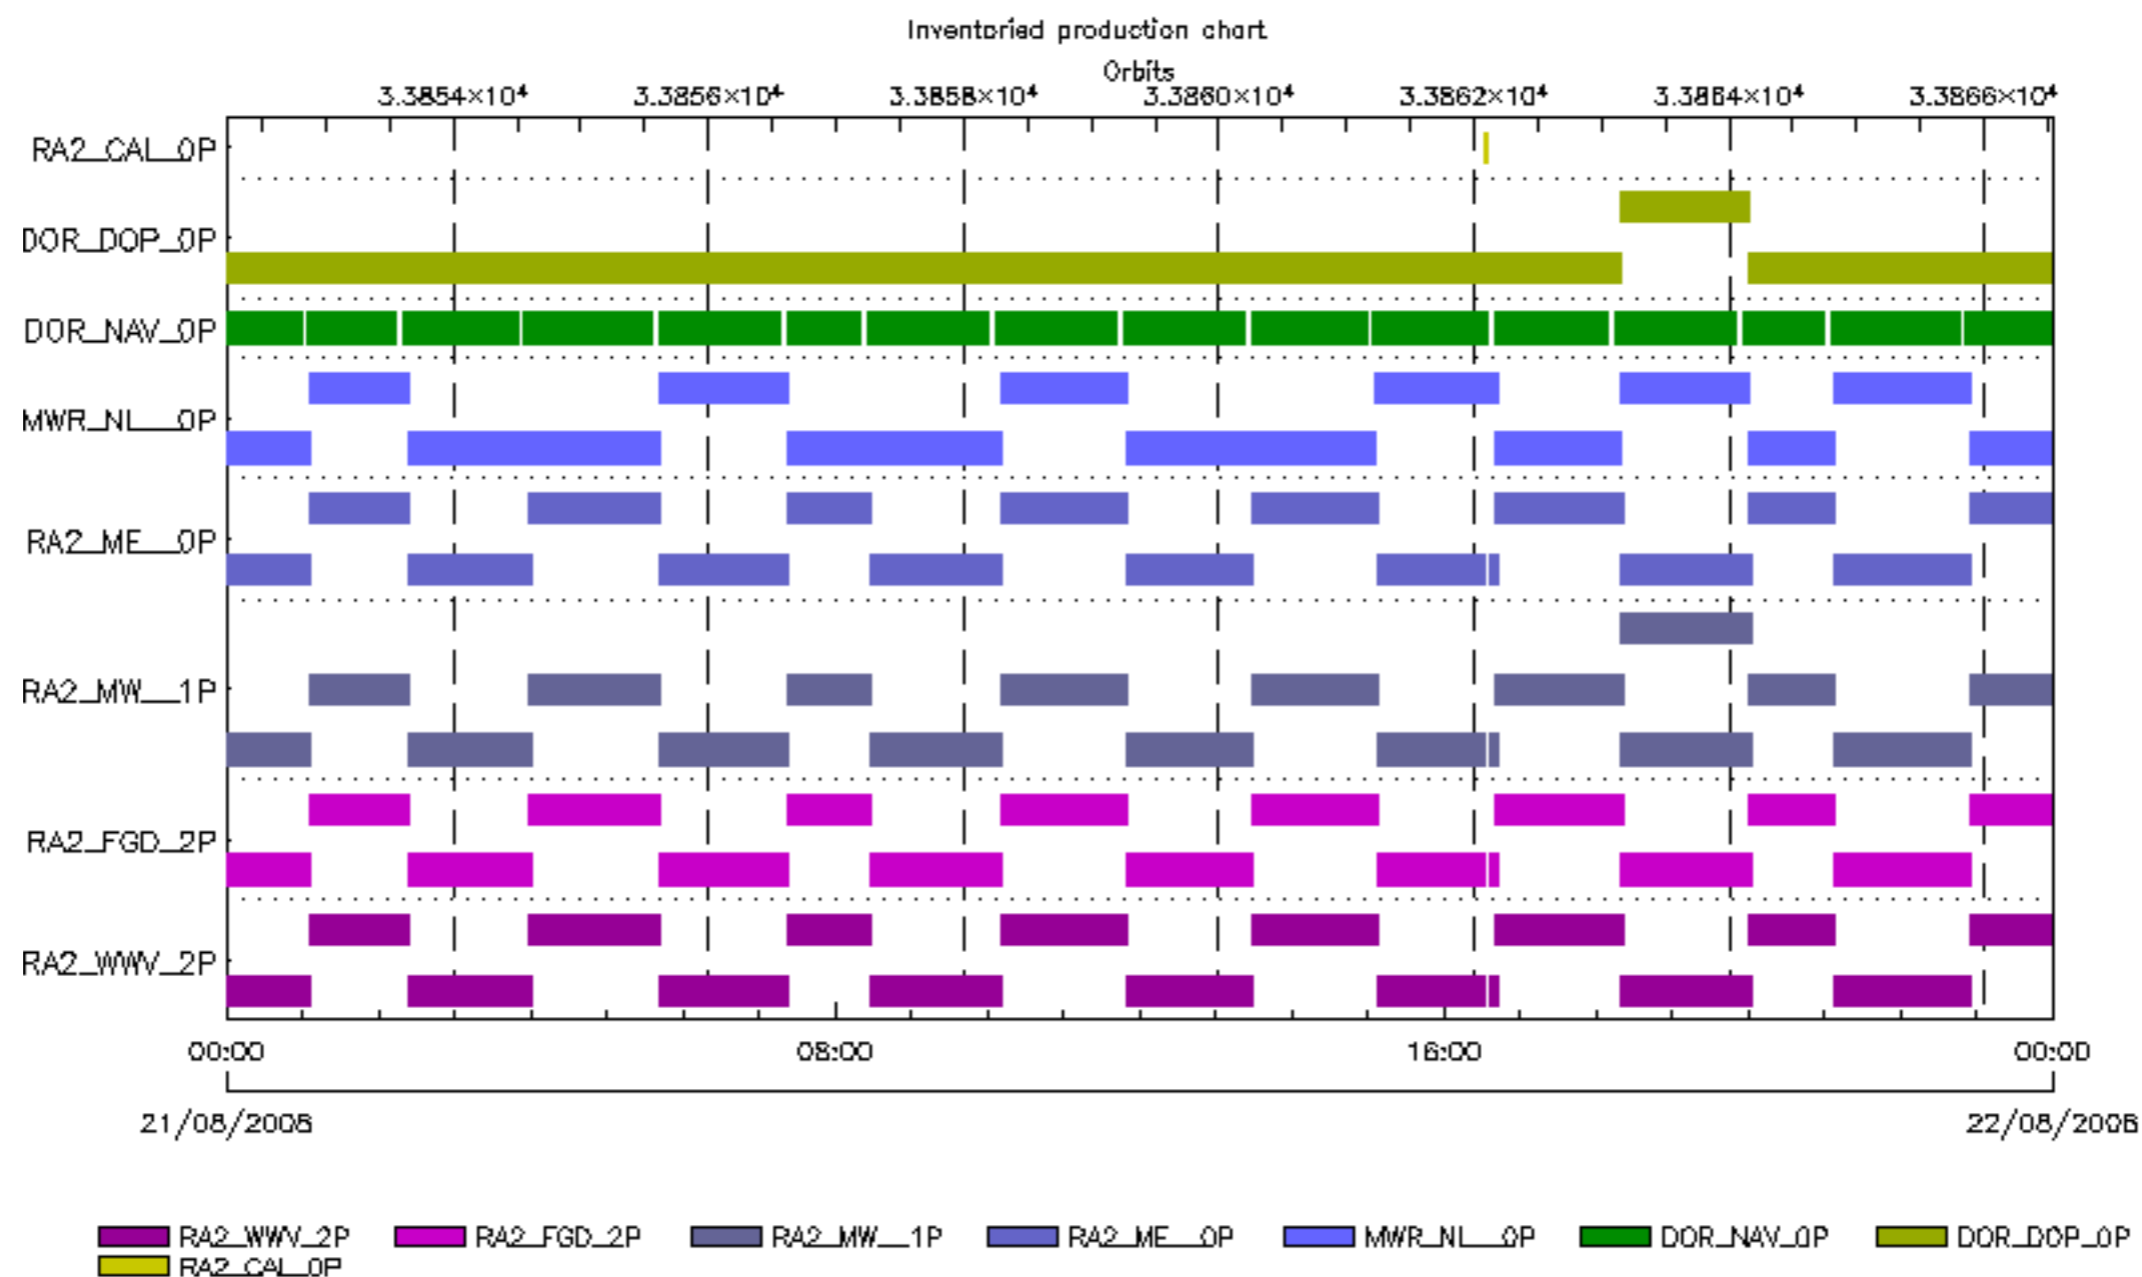 Inventoried production chart
Orbits
3.3854×10⁴ 3.3856×10⁴ 3.3858×10⁴ 3.3860×10⁴ 3.3862×10⁴ 3.3864×10⁴ 3.3866×10⁴
RA2_CAL_0P
DOR_DOP_0P
DOR_NAV_0P
MWR_NL__0P
RA2_ME__0P
RA2_MW__1P
RA2_FGD_2P
RA2_WWV_2P
00:00 08:00 16:00 00:00
21/08/2008 22/08/2008
RA2_WWV_2P RA2_FGD_2P RA2_MW__1P RA2_ME__0P MWR_NL__0P DOR_NAV_0P DOR_DOP_0P
RA2_CAL_0P